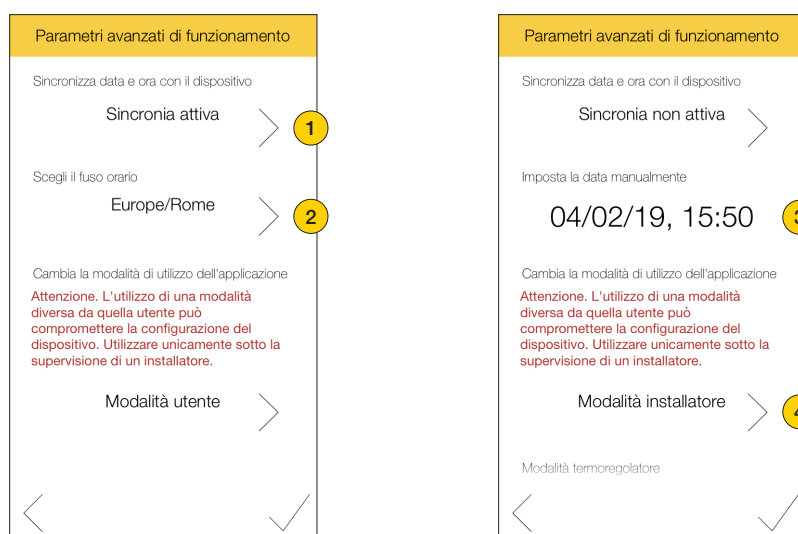 Parametri avanzati di funzionamento
Sincronizza data e ora con il dispositivo
Sincronia attiva
1
Scegli il fuso orario
Europe/Rome
2
Cambia la modalità di utilizzo dell'applicazione
Attenzione. L'utilizzo di una modalità
diversa da quella utente può
compromettere la configurazione del
dispositivo. Utilizzare unicamente sotto la
supervisione di un installatore.
Modalità utente
Parametri avanzati di funzionamento
Sincronizza data e ora con il dispositivo
Sincronia non attiva
Imposta la data manualmente
04/02/19, 15:50
3
Cambia la modalità di utilizzo dell'applicazione
Attenzione. L'utilizzo di una modalità
diversa da quella utente può
compromettere la configurazione del
dispositivo. Utilizzare unicamente sotto la
supervisione di un installatore.
Modalità installatore
4
Modalità termoregolatore